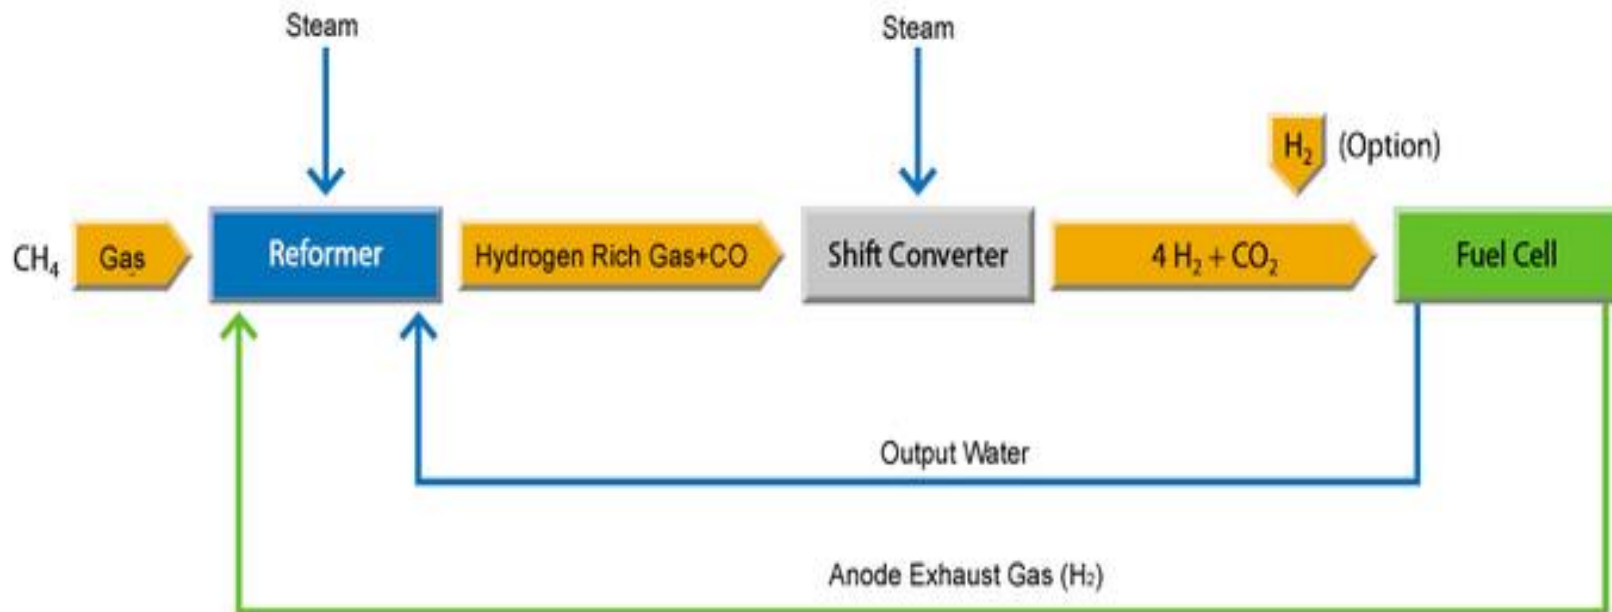 Steam
Steam
H₂ (Option)
CH₄ Gas Reformer Hydrogen Rich Gas+CO Shift Converter 4 H₂ + CO₂ Fuel Cell
Output Water
Anode Exhaust Gas (H₂)